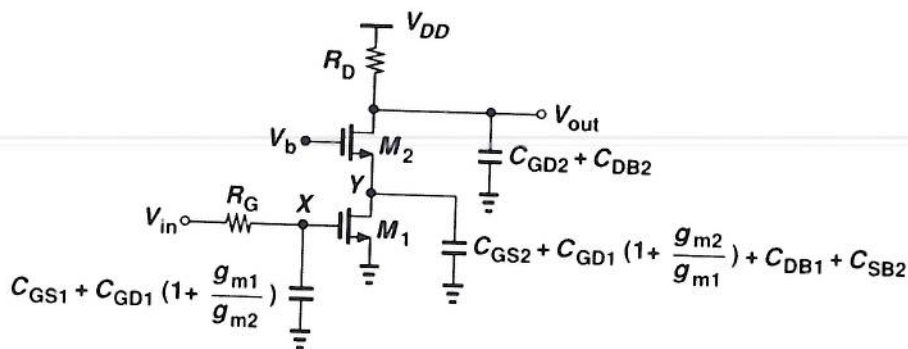 V_DD
R_D
V_out
V_b
M_2
C_GD2 + C_DB2
Y
R_G
X
V_in
M_1
C_GS2 + C_GD1 (1+ g_m2/g_m1) + C_DB1 + C_SB2
C_GS1 + C_GD1 (1+ g_m1/g_m2)